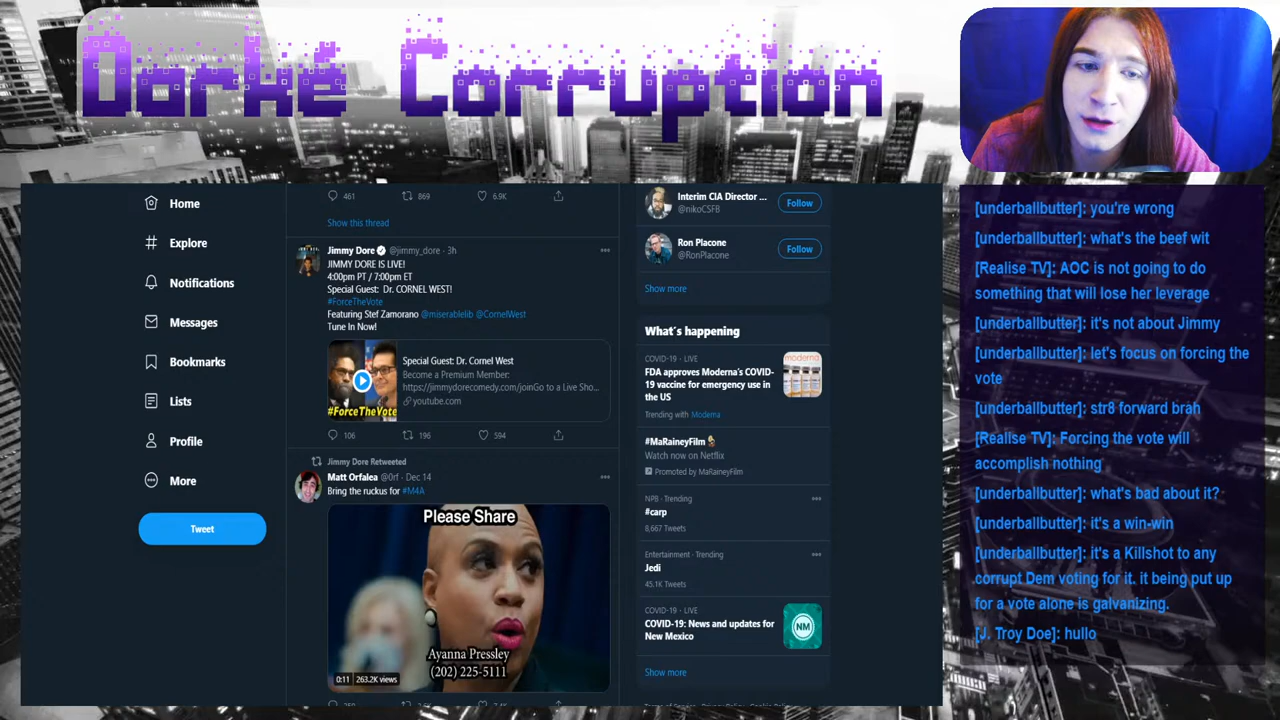 Dorké Corruption
Home
Explore
Notifications
Messages
Bookmarks
Lists
Profile
More
Tweet
461 869 6.9K
Show this thread
Jimmy Dore @jimmy_dore · 3h
JIMMY DORE IS LIVE!
4:00pm PT / 7:00pm ET
Special Guest: Dr. CORNEL WEST!
#ForceTheVote
Featuring Stef Zamorano @miserablelib @CornelWest
Tune In Now!
#ForceTheVote
Special Guest: Dr. Cornel West
Become a Premium Member:
https://jimmydorecomedy.com/joinGo to a Live Sho...
youtube.com
106 196 594
Jimmy Dore Retweeted
Matt Orfalea @0rf · Dec 14
Bring the ruckus for #M4A
Please Share
Ayanna Pressley
(202) 225-5111
0:11 263.2K views
Interim CIA Director ...
@nikoCSFB
Follow
Ron Placone
@RonPlacone
Follow
Show more
What's happening
COVID-19 · LIVE
FDA approves Moderna's COVID-
19 vaccine for emergency use in
the US
Trending with Moderna
moderna
#MaRaineyFilm
Watch now on Netflix
Promoted by MaRaineyFilm
NPB · Trending
#carp
8,667 Tweets
Entertainment · Trending
Jedi
45.1K Tweets
COVID-19 · LIVE
COVID-19: News and updates for
New Mexico
NM
Show more
[underballbutter]: you're wrong
[underballbutter]: what's the beef wit
[Realise TV]: AOC is not going to do
something that will lose her leverage
[underballbutter]: it's not about Jimmy
[underballbutter]: let's focus on forcing the
vote
[underballbutter]: str8 forward brah
[Realise TV]: Forcing the vote will
accomplish nothing
[underballbutter]: what's bad about it?
[underballbutter]: it's a win-win
[underballbutter]: it's a Killshot to any
corrupt Dem voting for it. it being put up
for a vote alone is galvanizing.
[J. Troy Doe]: hullo